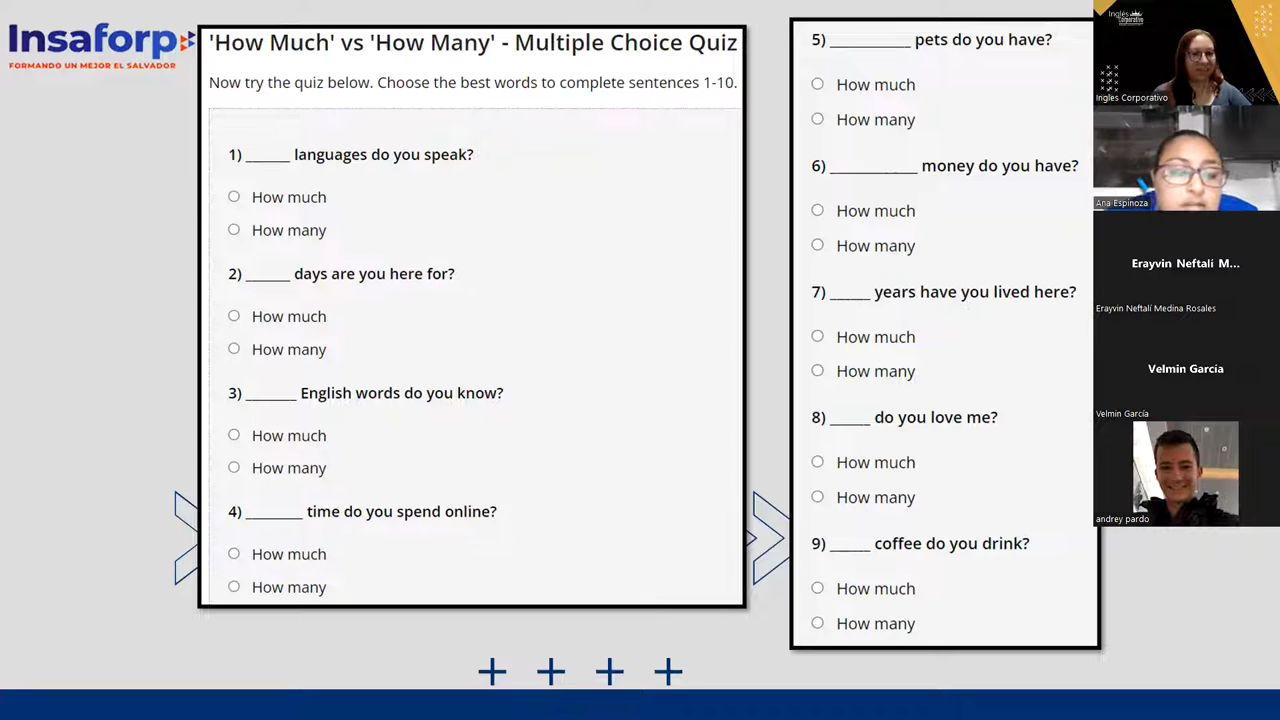 Insaforp
FORMANDO UN MEJOR EL SALVADOR
'How Much' vs 'How Many' - Multiple Choice Quiz
Now try the quiz below. Choose the best words to complete sentences 1-10.
1) ______ languages do you speak?
How much
How many
2) ______ days are you here for?
How much
How many
3) _______ English words do you know?
How much
How many
4) ________ time do you spend online?
How much
How many
5) ___________ pets do you have?
How much
How many
6) ____________ money do you have?
How much
How many
7) _____ years have you lived here?
How much
How many
8) _____ do you love me?
How much
How many
9) _____ coffee do you drink?
How much
How many
Inglés
Corporativo
Ingles Corporativo
Ana Espinoza
Erayvin Neftalí M...
Erayvin Neftalí Medina Rosales
Velmin García
Velmin García
andrey pardo